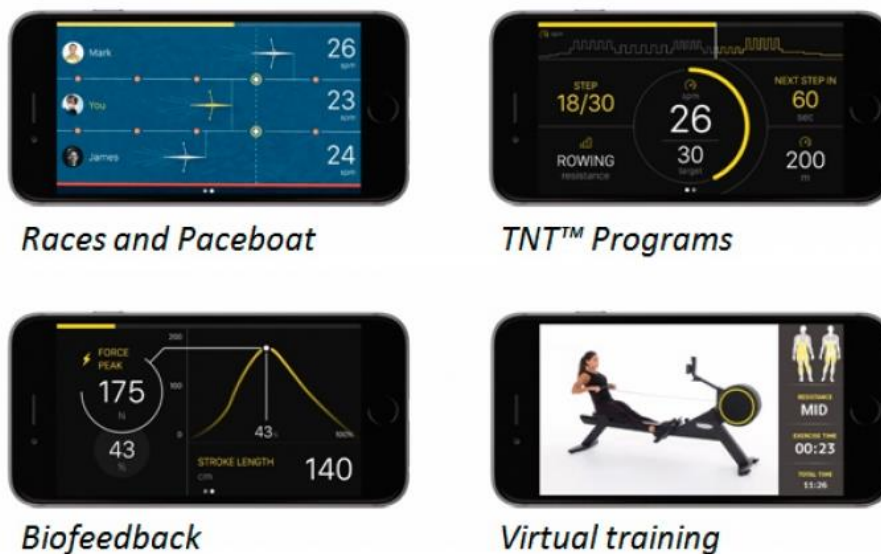 Mark
26
spm
You
23
spm
James
24
spm
Races and Paceboat
spm
STEP
18/30
spm
26
30
target
NEXT STEP IN
60
sec
ROWING
resistance
200
m
TNT™ Programs
FORCE
PEAK
175
N
43
%
200
100
0
43%
100%
STROKE LENGTH
cm
140
Biofeedback
RESISTANCE
MID
EXERCISE TIME
00:23
TOTAL TIME
11:26
Virtual training